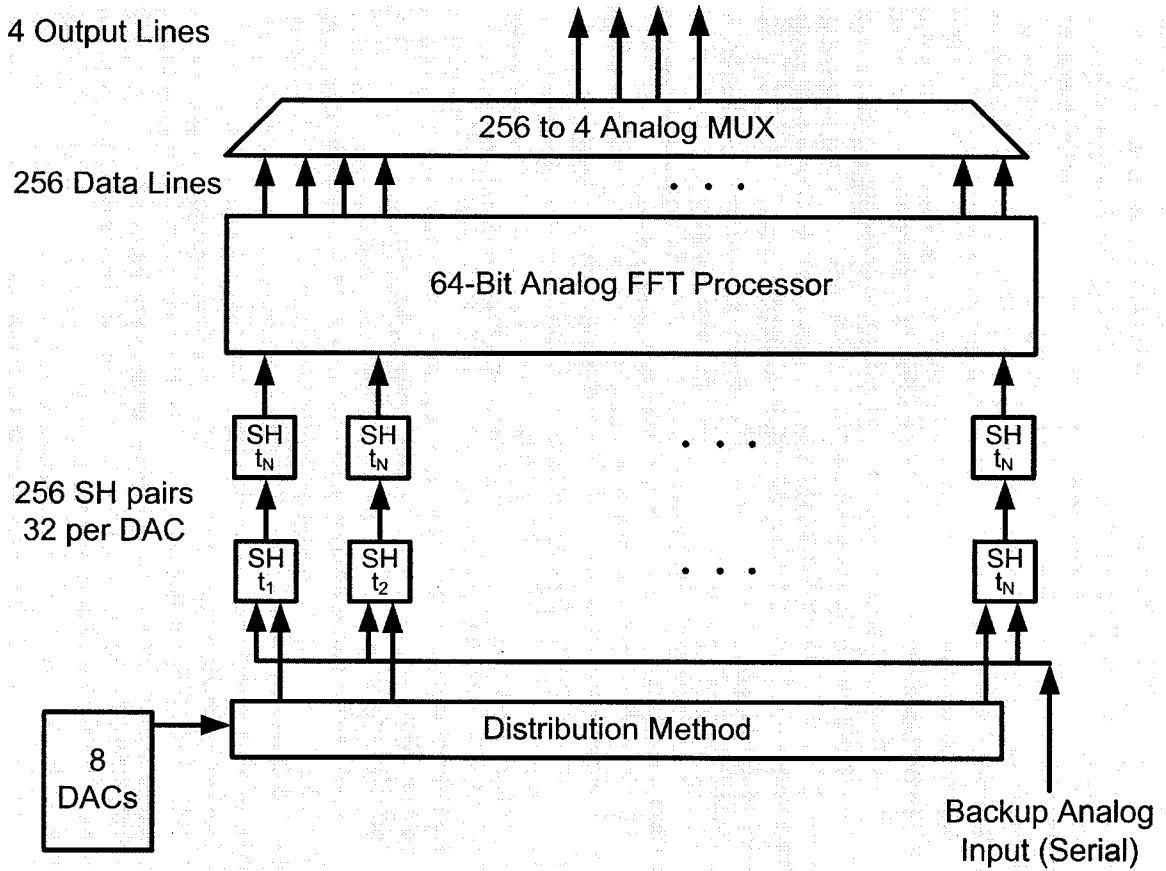 4 Output Lines
256 to 4 Analog MUX
256 Data Lines
. . .
64-Bit Analog FFT Processor
SH
tN
SH
tN
. . .
SH
tN
256 SH pairs
32 per DAC
SH
t1
SH
t2
. . .
SH
tN
Distribution Method
8
DACs
Backup Analog
Input (Serial)